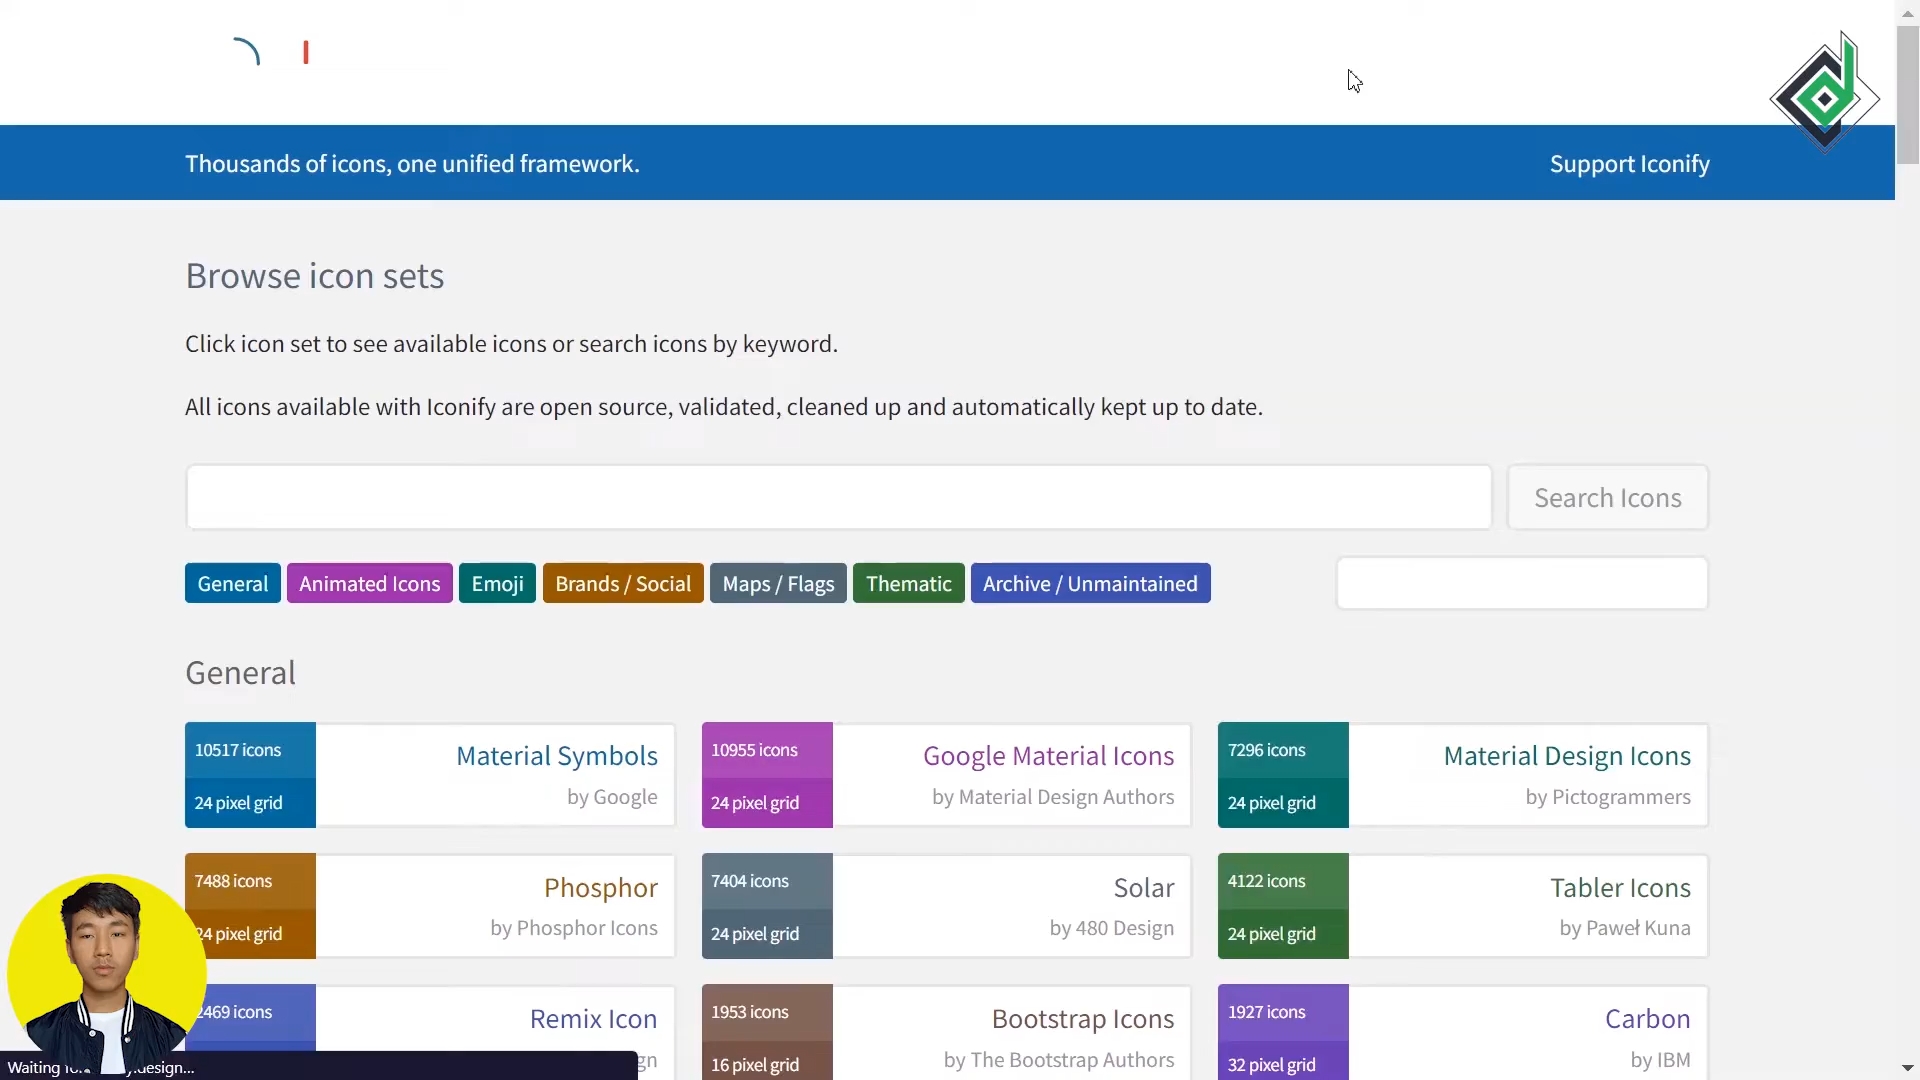 Thousands of icons, one unified framework.
Support Iconify
Browse icon sets
Click icon set to see available icons or search icons by keyword.
All icons available with Iconify are open source, validated, cleaned up and automatically kept up to date.
Search Icons
General
Animated Icons
Emoji
Brands / Social
Maps / Flags
Thematic
Archive / Unmaintained
General
10517 icons
24 pixel grid
Material Symbols
by Google
10955 icons
24 pixel grid
Google Material Icons
by Material Design Authors
7296 icons
24 pixel grid
Material Design Icons
by Pictogrammers
7488 icons
24 pixel grid
Phosphor
by Phosphor Icons
7404 icons
24 pixel grid
Solar
by 480 Design
4122 icons
24 pixel grid
Tabler Icons
by Paweł Kuna
2469 icons
Remix Icon
1953 icons
16 pixel grid
Bootstrap Icons
by The Bootstrap Authors
1927 icons
32 pixel grid
Carbon
by IBM
Waiting